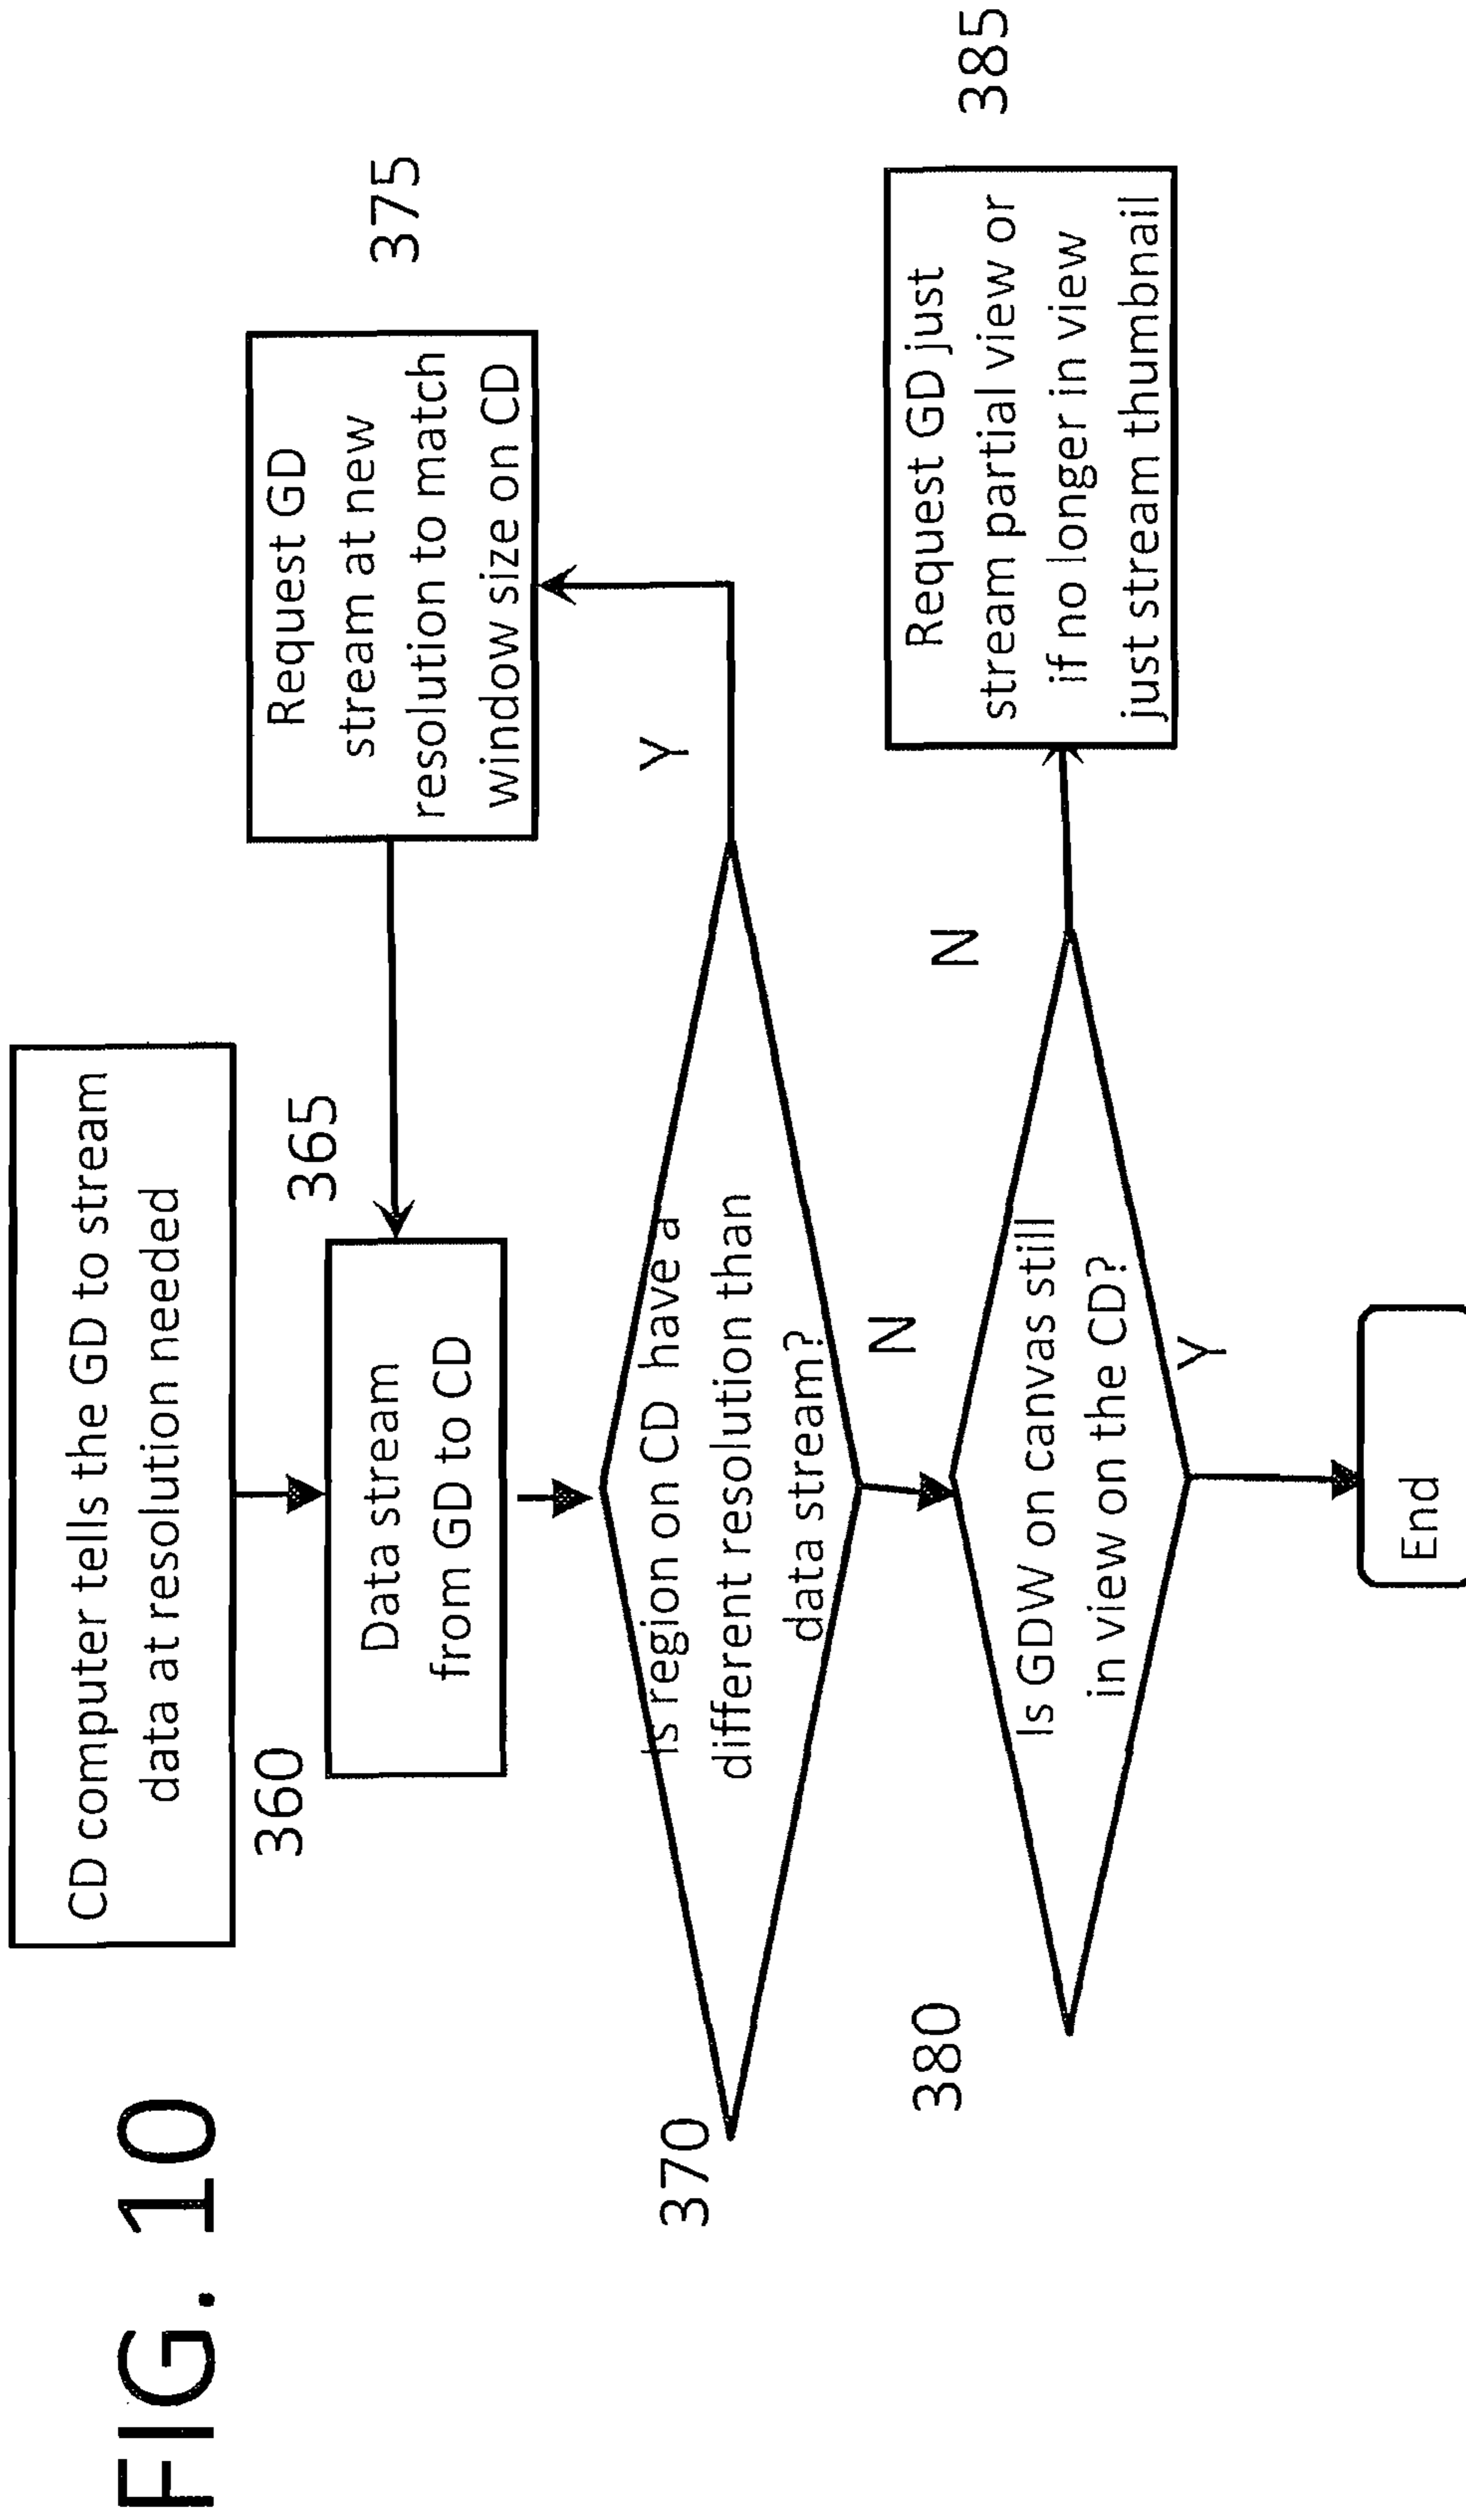 FIG. 10
CD computer tells the GD to stream
data at resolution needed
360
365
Data stream
from GD to CD
375
Request GD
stream at new
resolution to match
window size on CD
370
Is region on CD have a
different resolution than
data stream?
Y
N
380
Is GDW on canvas still
in view on the CD?
N
Y
385
Request GD just
stream partial view or
if no longer in view
just stream thumbnail
End